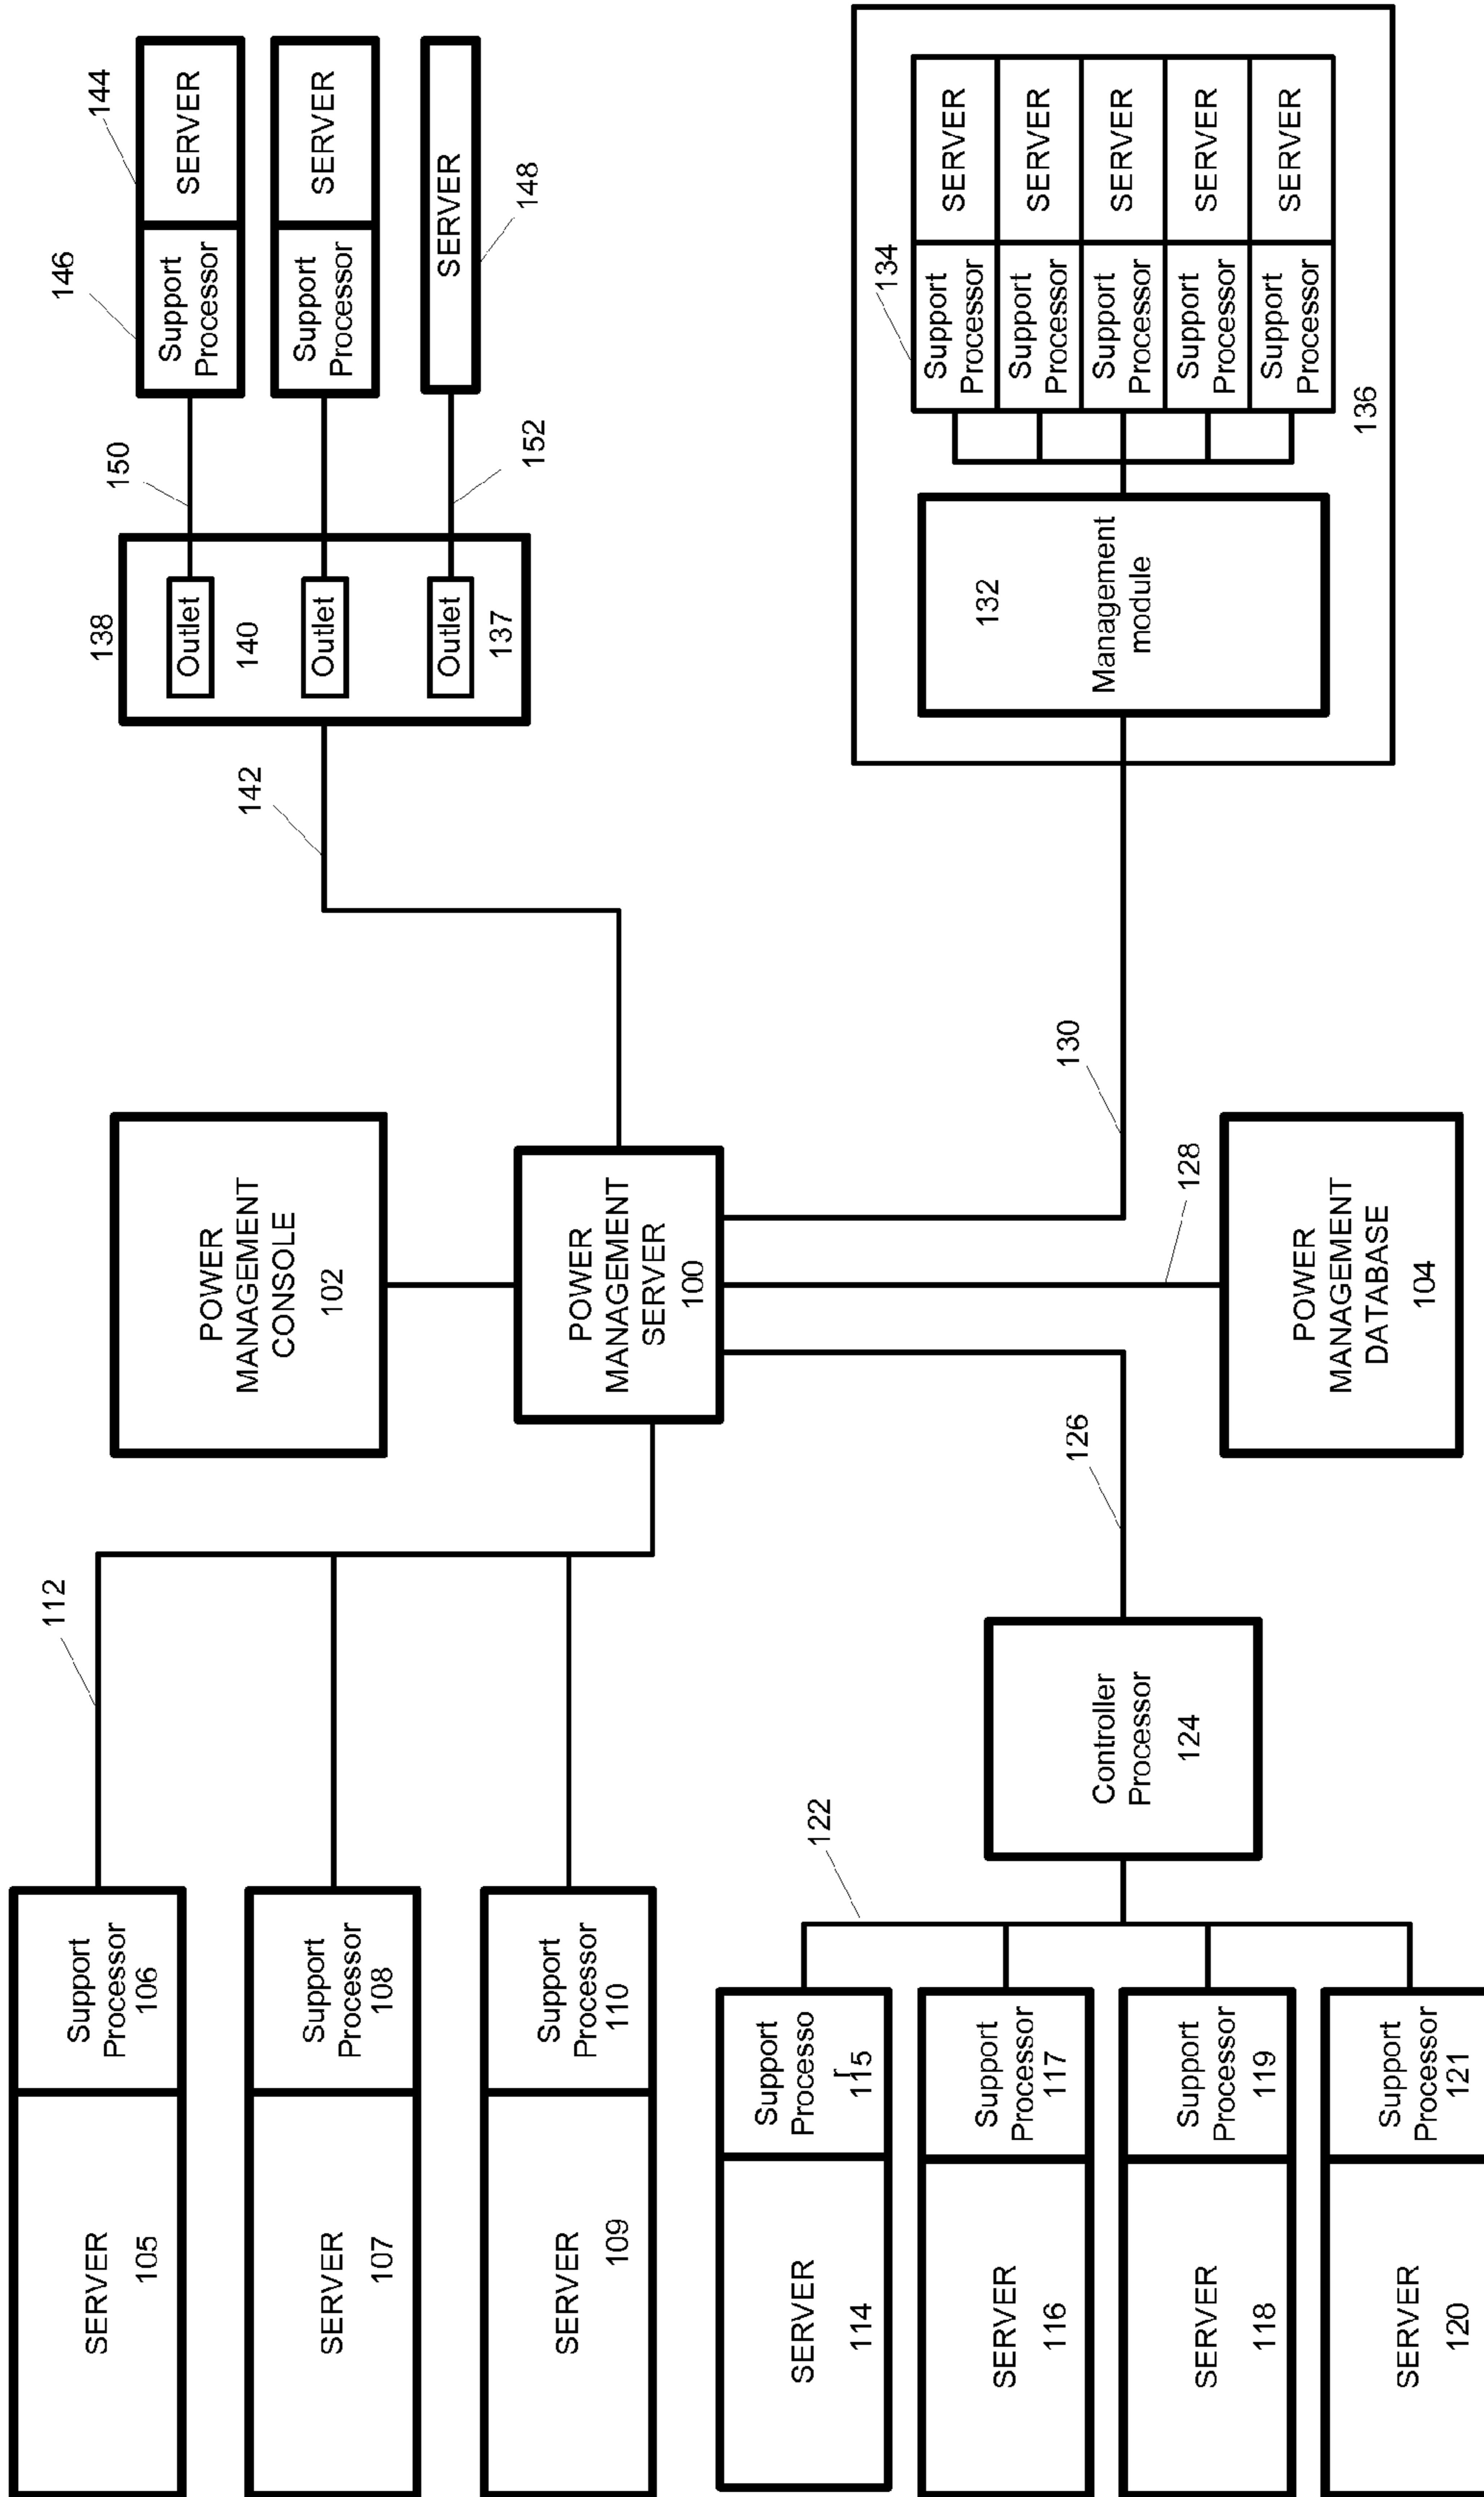 SERVER
105
Support
Processor
106
112
SERVER
107
Support
Processor
108
SERVER
109
Support
Processor
110
POWER
MANAGEMENT
CONSOLE
102
POWER
MANAGEMENT
SERVER
100
142
138
Outlet
140
Outlet
Outlet
137
150
152
146
144
Support
Processor
SERVER
Support
Processor
SERVER
SERVER
148
SERVER
114
Support
Processo
r
115
SERVER
116
Support
Processor
117
SERVER
118
Support
Processor
119
SERVER
120
Support
Processor
121
122
Controller
Processor
124
126
128
130
POWER
MANAGEMENT
DATABASE
104
132
Management
module
134
Support
Processor
SERVER
Support
Processor
SERVER
Support
Processor
SERVER
Support
Processor
SERVER
Support
Processor
SERVER
136